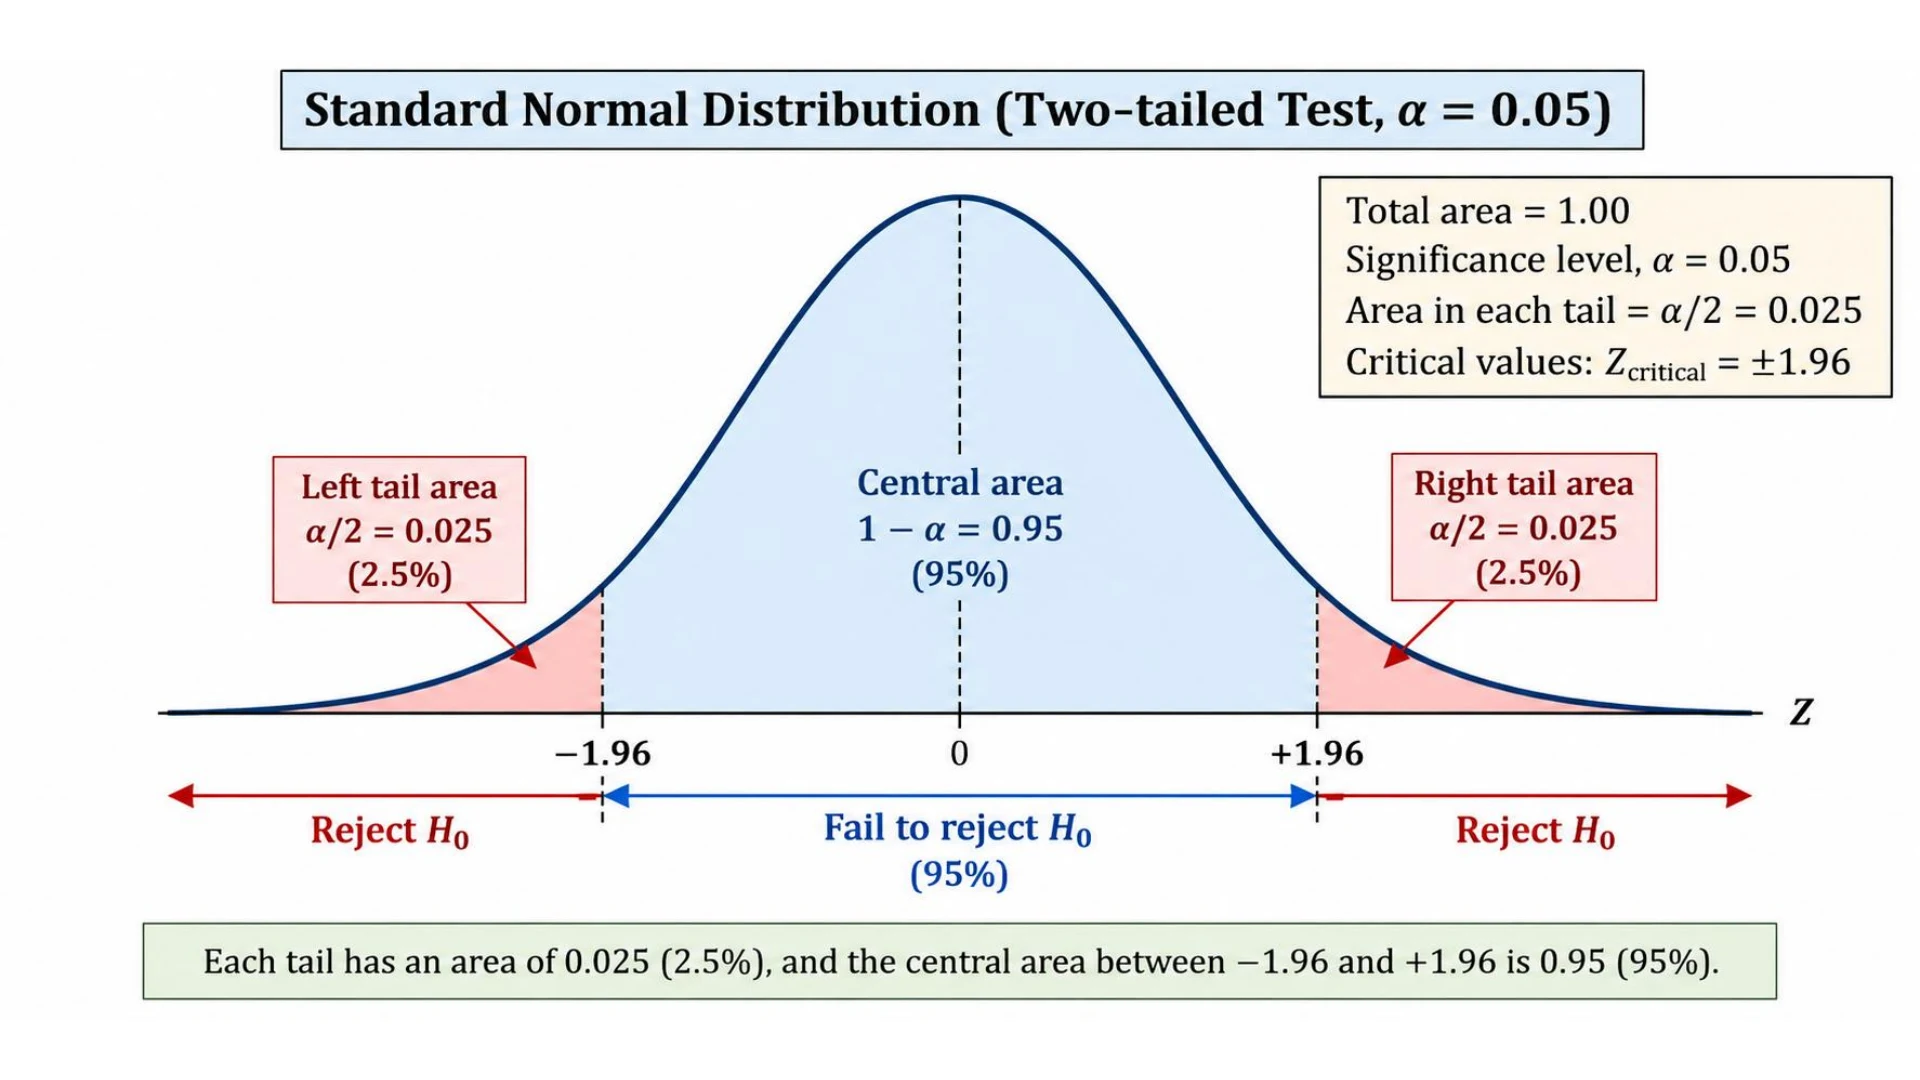 Standard Normal Distribution (Two-tailed Test, α = 0.05)
Total area = 1.00
Significance level, α = 0.05
Area in each tail = α/2 = 0.025
Critical values: Zcritical = ±1.96
Left tail area
α/2 = 0.025
(2.5%)
Central area
1 − α = 0.95
(95%)
Right tail area
α/2 = 0.025
(2.5%)
Z
−1.96
0
+1.96
Reject H0
Fail to reject H0
(95%)
Reject H0
Each tail has an area of 0.025 (2.5%), and the central area between −1.96 and +1.96 is 0.95 (95%).